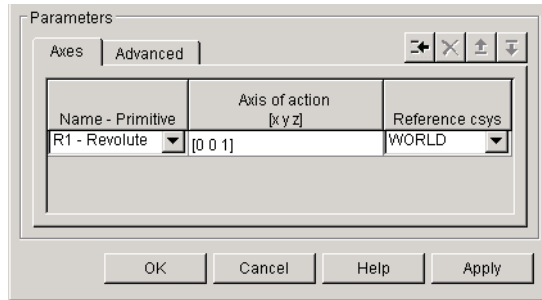 Parameters
Axes
Advanced
Name - Primitive
Axis of action
[x y z]
Reference csys
R1 - Revolute
[0 0 1]
WORLD
OK
Cancel
Help
Apply